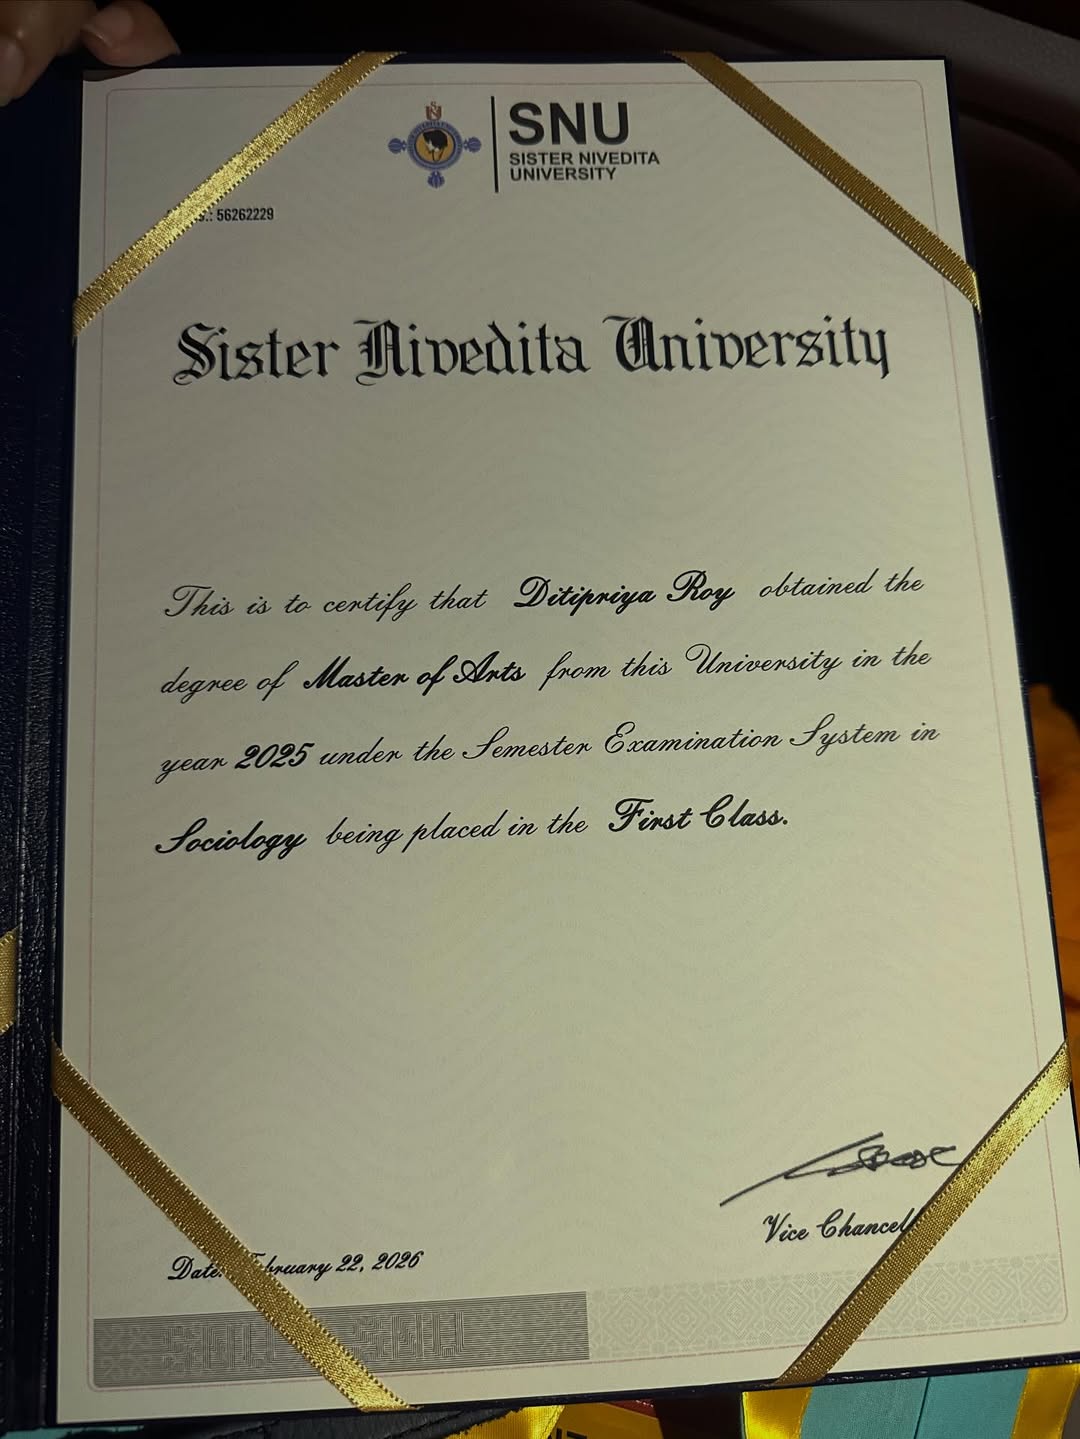 SNU
SISTER NIVEDITA
UNIVERSITY
56262229
Sister Nivedita University
This is to certify that Ditipriya Roy obtained the
degree of Master of Arts from this University in the
year 2025 under the Semester Examination System in
Sociology being placed in the First Class.
Vice Chancell
Date: bruary 22, 2026